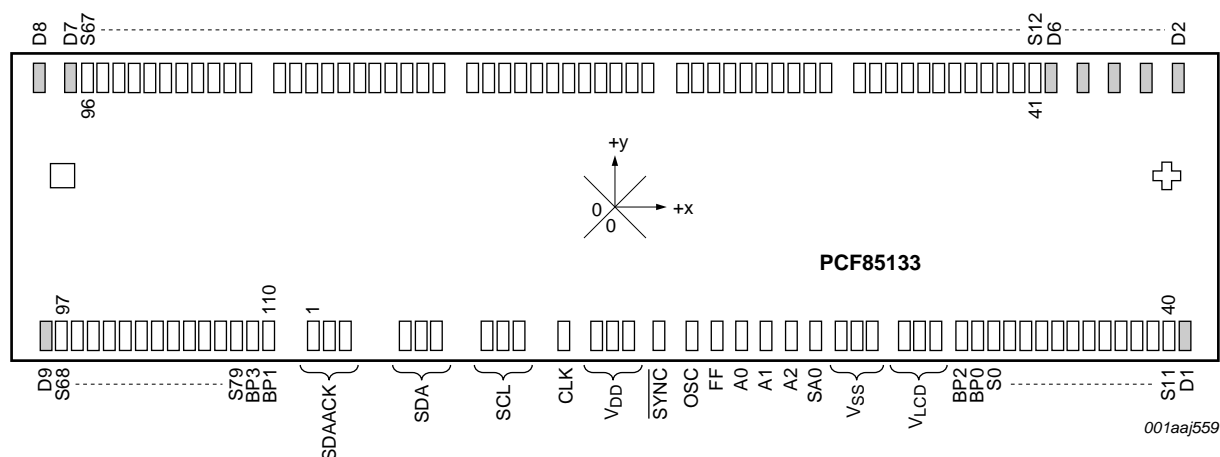 D8 D7 S67 S12 D6 D2
96 41
+y
0 +x
0
PCF85133
97 110 1 40
D9 S68 S79 BP3 BP1 SDAACK SDA SCL CLK VDD SYNC OSC FF A0 A1 A2 SA0 VSS VLCD BP2 BP0 S0 S11 D1
001aaj559